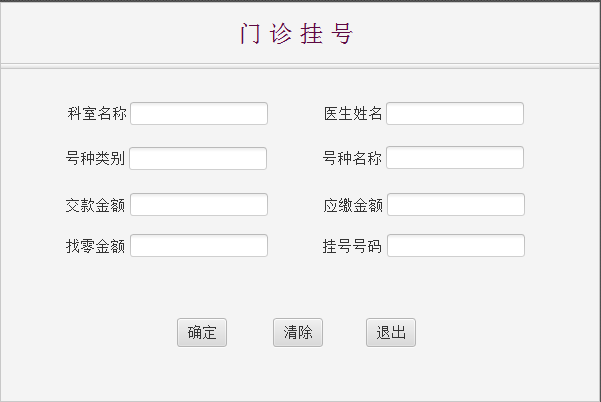 门诊挂号
科室名称 医生姓名
号种类别 号种名称
交款金额 应缴金额
找零金额 挂号号码
确定 清除 退出